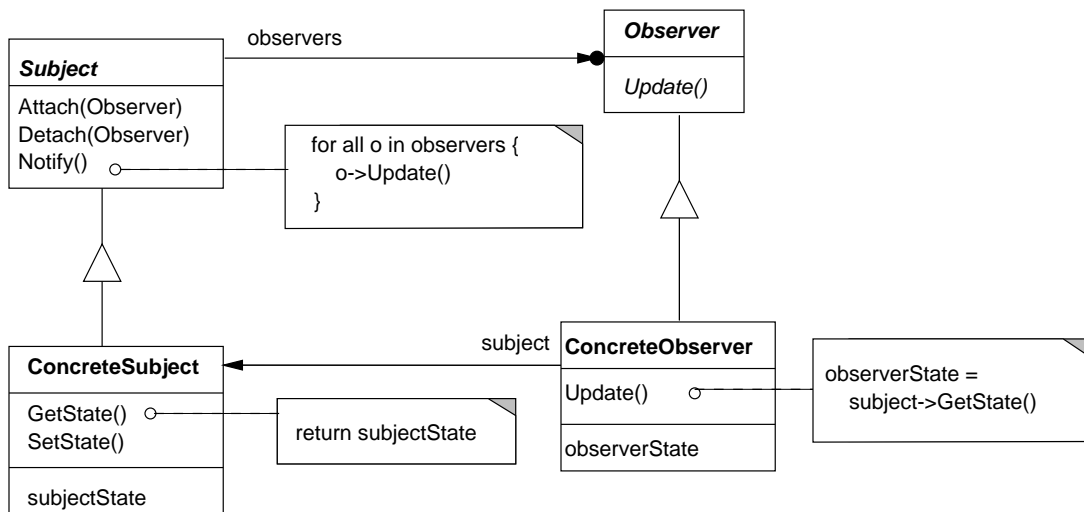 observers
Observer
Update()
Subject
Attach(Observer)
Detach(Observer)
Notify()
for all o in observers {
o->Update()
}
subject
ConcreteSubject
GetState()
SetState()
subjectState
return subjectState
ConcreteObserver
Update()
observerState
observerState =
subject->GetState()